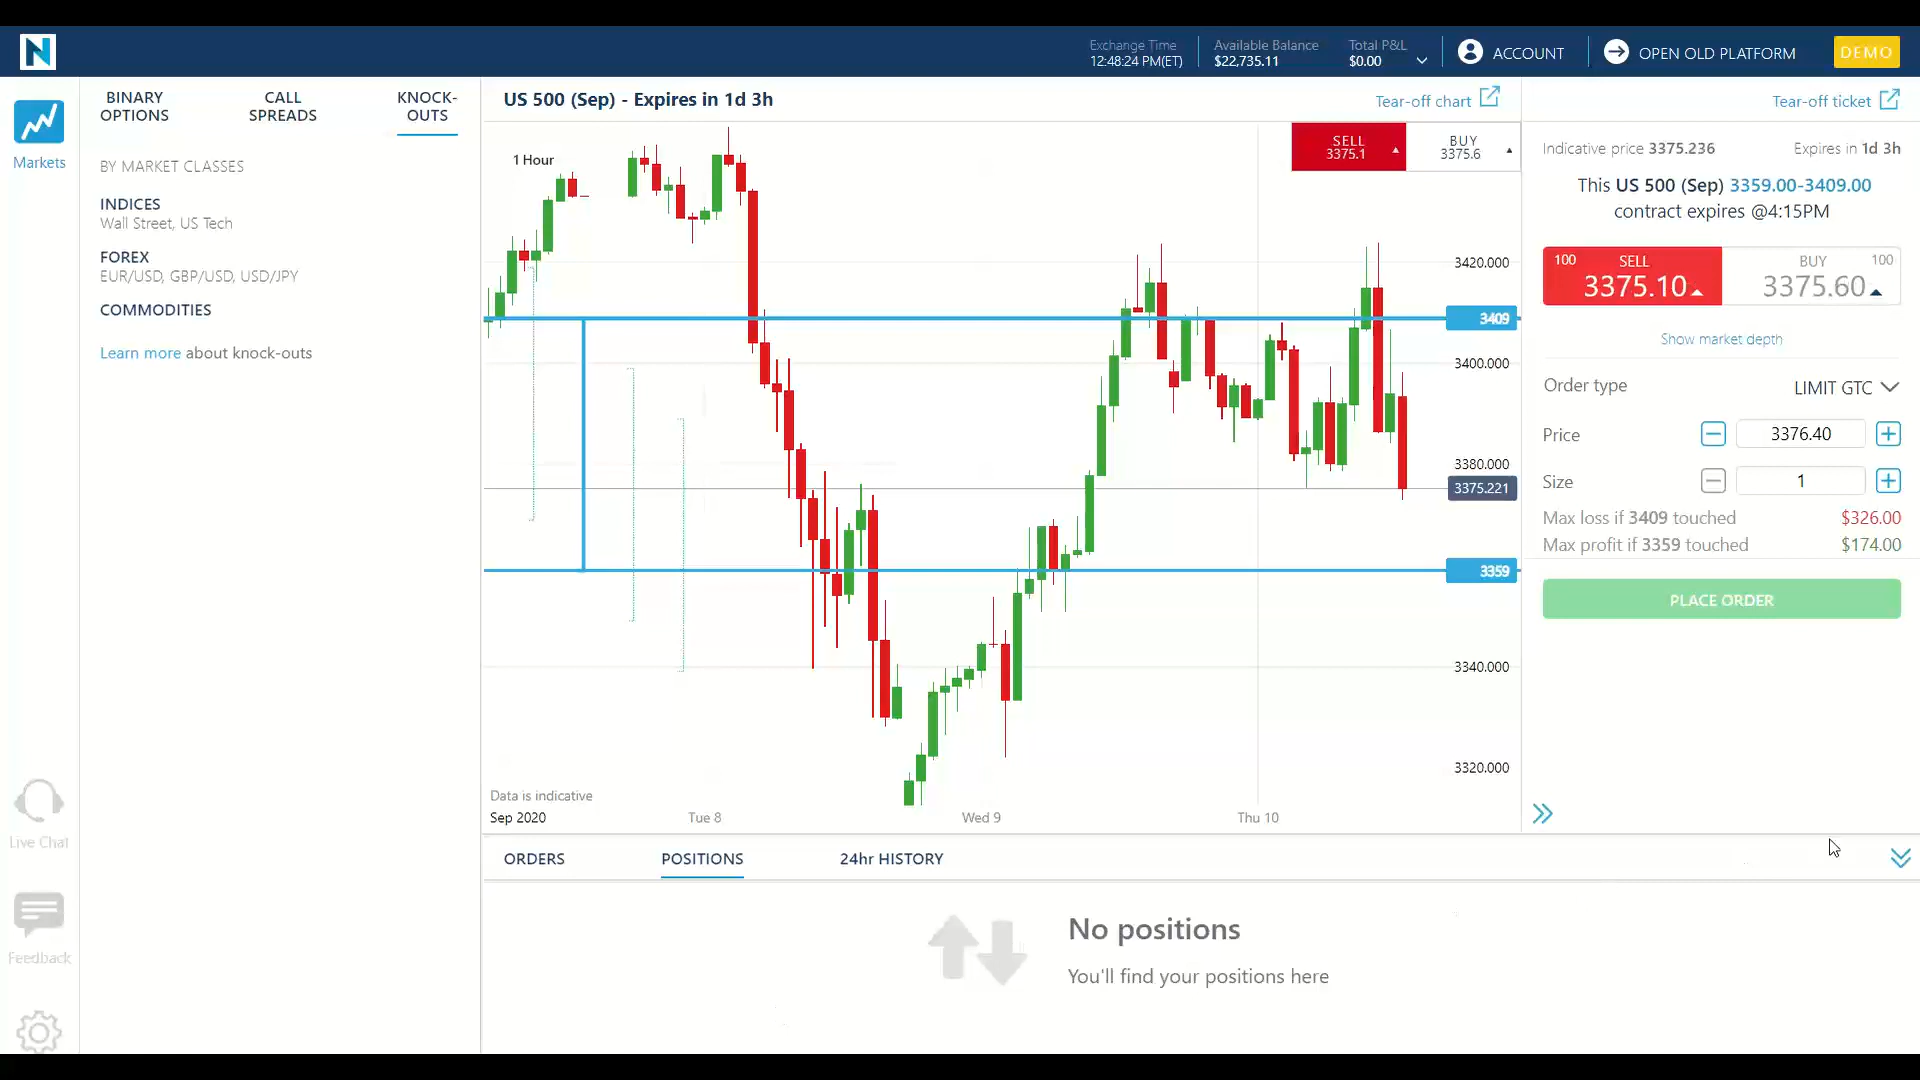 Exchange Time
12:48:24 PM(ET)
Available Balance
$22,735.11
Total P&L
$0.00
ACCOUNT
OPEN OLD PLATFORM
DEMO
Markets
Live Chat
Feedback
BINARY
OPTIONS
CALL
SPREADS
KNOCK-
OUTS
BY MARKET CLASSES
INDICES
Wall Street, US Tech
FOREX
EUR/USD, GBP/USD, USD/JPY
COMMODITIES
Learn more about knock-outs
US 500 (Sep) - Expires in 1d 3h
Tear-off chart
1 Hour
SELL
3375.1
BUY
3375.6
3420.000
3409
3400.000
3380.000
3375.221
3359
3340.000
3320.000
Data is indicative
Sep 2020
Tue 8
Wed 9
Thu 10
Tear-off ticket
Indicative price 3375.236
Expires in 1d 3h
This US 500 (Sep) 3359.00-3409.00
contract expires @4:15PM
100
SELL
3375.10
BUY
100
3375.60
Show market depth
Order type
LIMIT GTC
Price
3376.40
Size
1
Max loss if 3409 touched
$326.00
Max profit if 3359 touched
$174.00
PLACE ORDER
ORDERS
POSITIONS
24hr HISTORY
No positions
You'll find your positions here